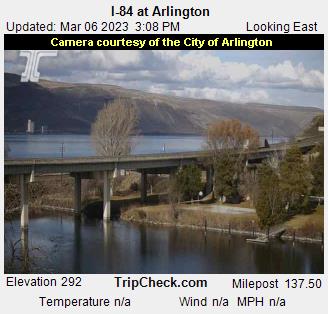 I-84 at Arlington
Updated: Mar 06 2023 3:08 PM Looking East
Camera courtesy of the City of Arlington
Elevation 292 TripCheck.com Milepost 137.50
Temperature n/a Wind n/a MPH n/a